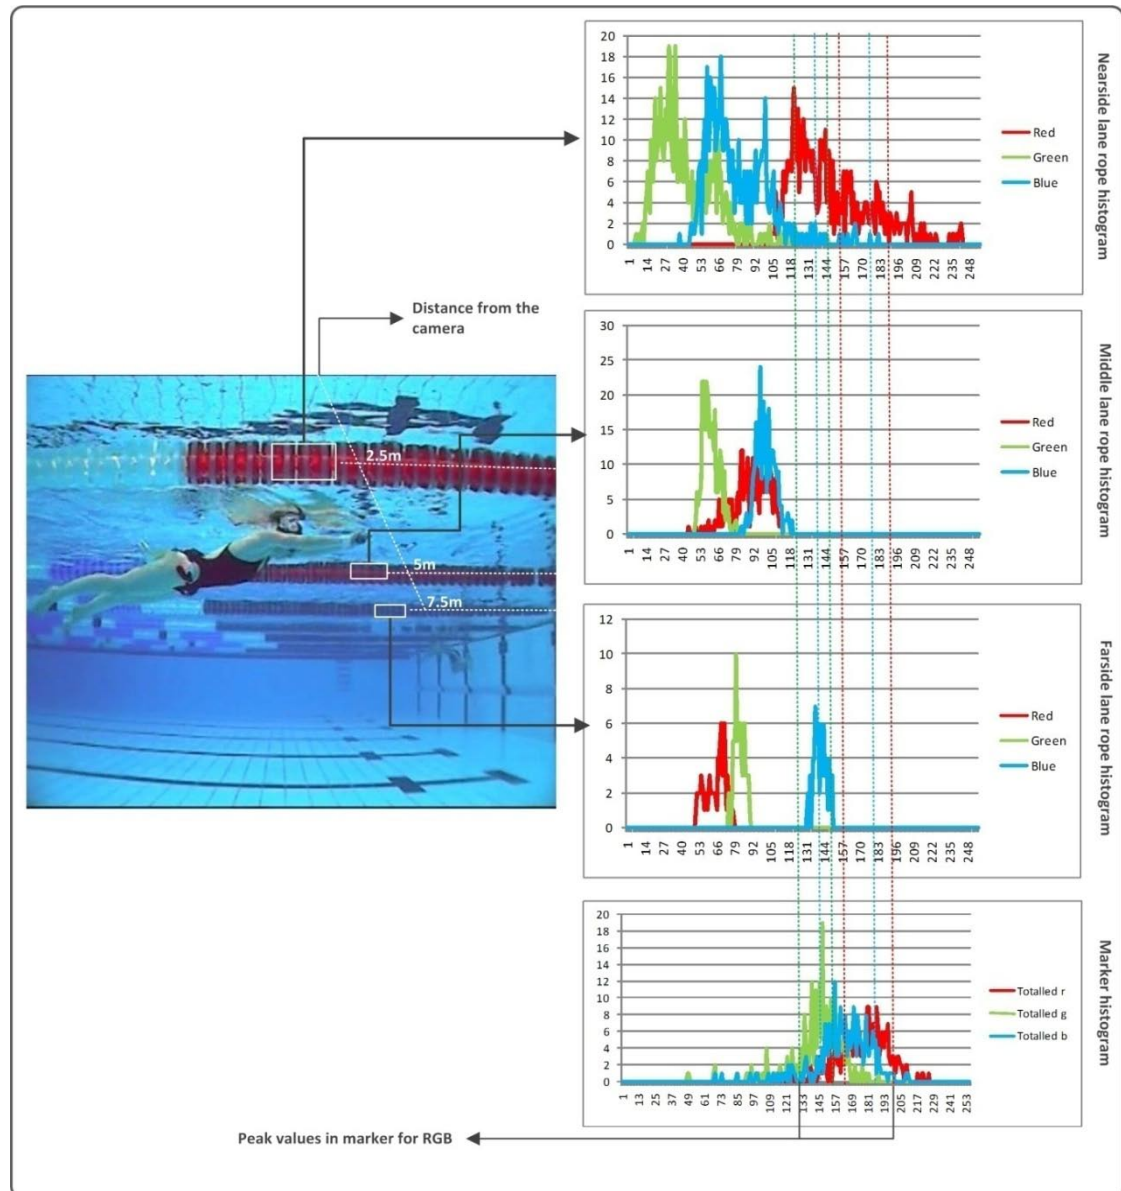 20
18
16
14
12
10
8
6
4
2
0
1 14 27 40 53 66 79 92 105 118 131 144 157 170 183 196 209 222 235 248
Red
Green
Blue
Nearside lane rope histogram
Distance from the
camera
30
25
20
15
10
5
0
1 14 27 40 53 66 79 92 105 118 131 144 157 170 183 196 209 222 235 248
Red
Green
Blue
Middle lane rope histogram
2.5m
5m
7.5m
12
10
8
6
4
2
0
1 14 27 40 53 66 79 92 105 118 131 144 157 170 183 196 209 222 235 248
Red
Green
Blue
Farside lane rope histogram
20
18
16
14
12
10
8
6
4
2
0
1 13 25 37 49 61 73 85 97 109 121 133 145 157 169 181 193 205 217 229 241 253
Totalled r
Totalled g
Totalled b
Marker histogram
Peak values in marker for RGB